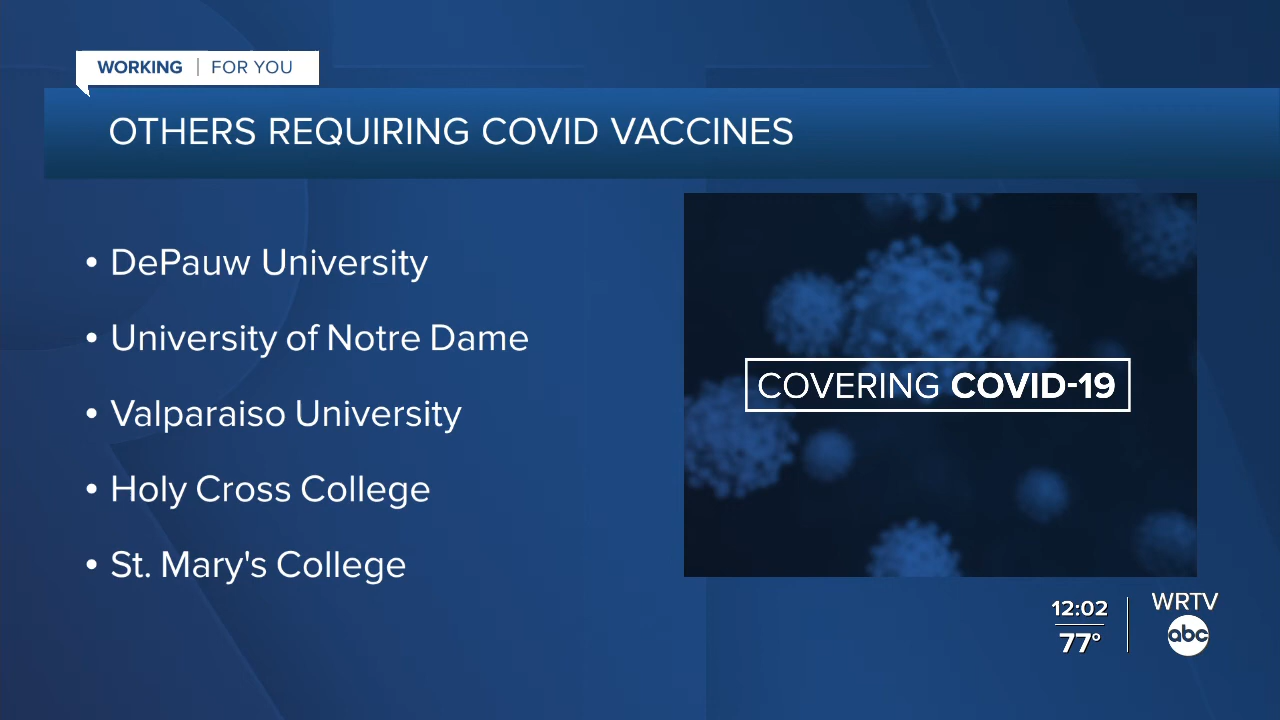 WORKING | FOR YOU
OTHERS REQUIRING COVID VACCINES
• DePauw University
• University of Notre Dame
• Valparaiso University
• Holy Cross College
• St. Mary's College
COVERING COVID-19
12:02
77°
WRTV
abc